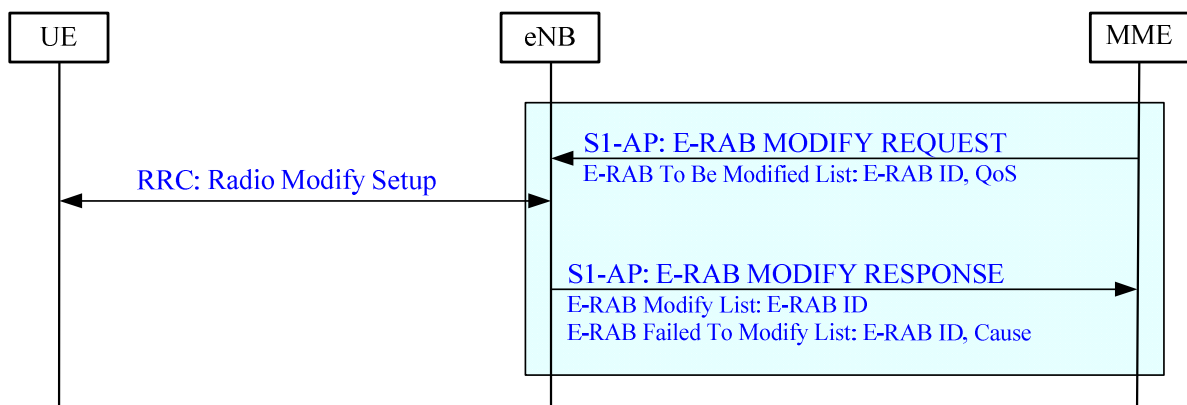 UE
eNB
MME
S1-AP: E-RAB MODIFY REQUEST
E-RAB To Be Modified List: E-RAB ID, QoS
RRC: Radio Modify Setup
S1-AP: E-RAB MODIFY RESPONSE
E-RAB Modify List: E-RAB ID
E-RAB Failed To Modify List: E-RAB ID, Cause